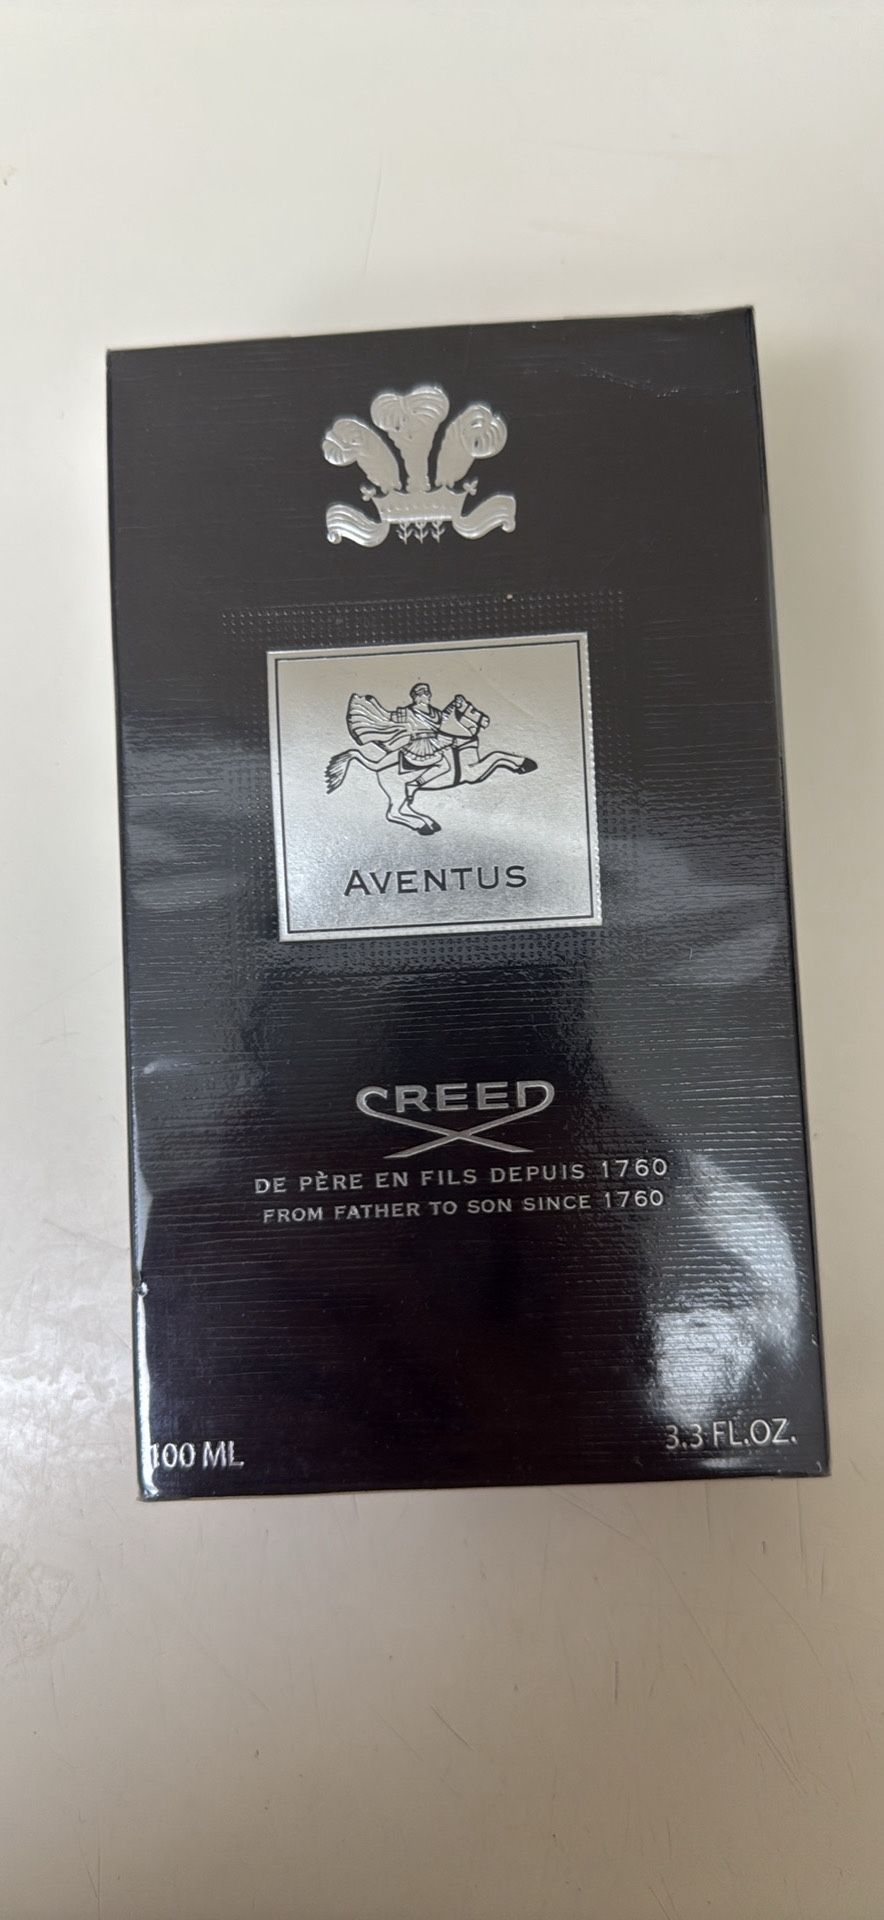 AVENTUS
CREED
DE PÈRE EN FILS DEPUIS 1760
FROM FATHER TO SON SINCE 1760
100 ML
3.3 FL.OZ.